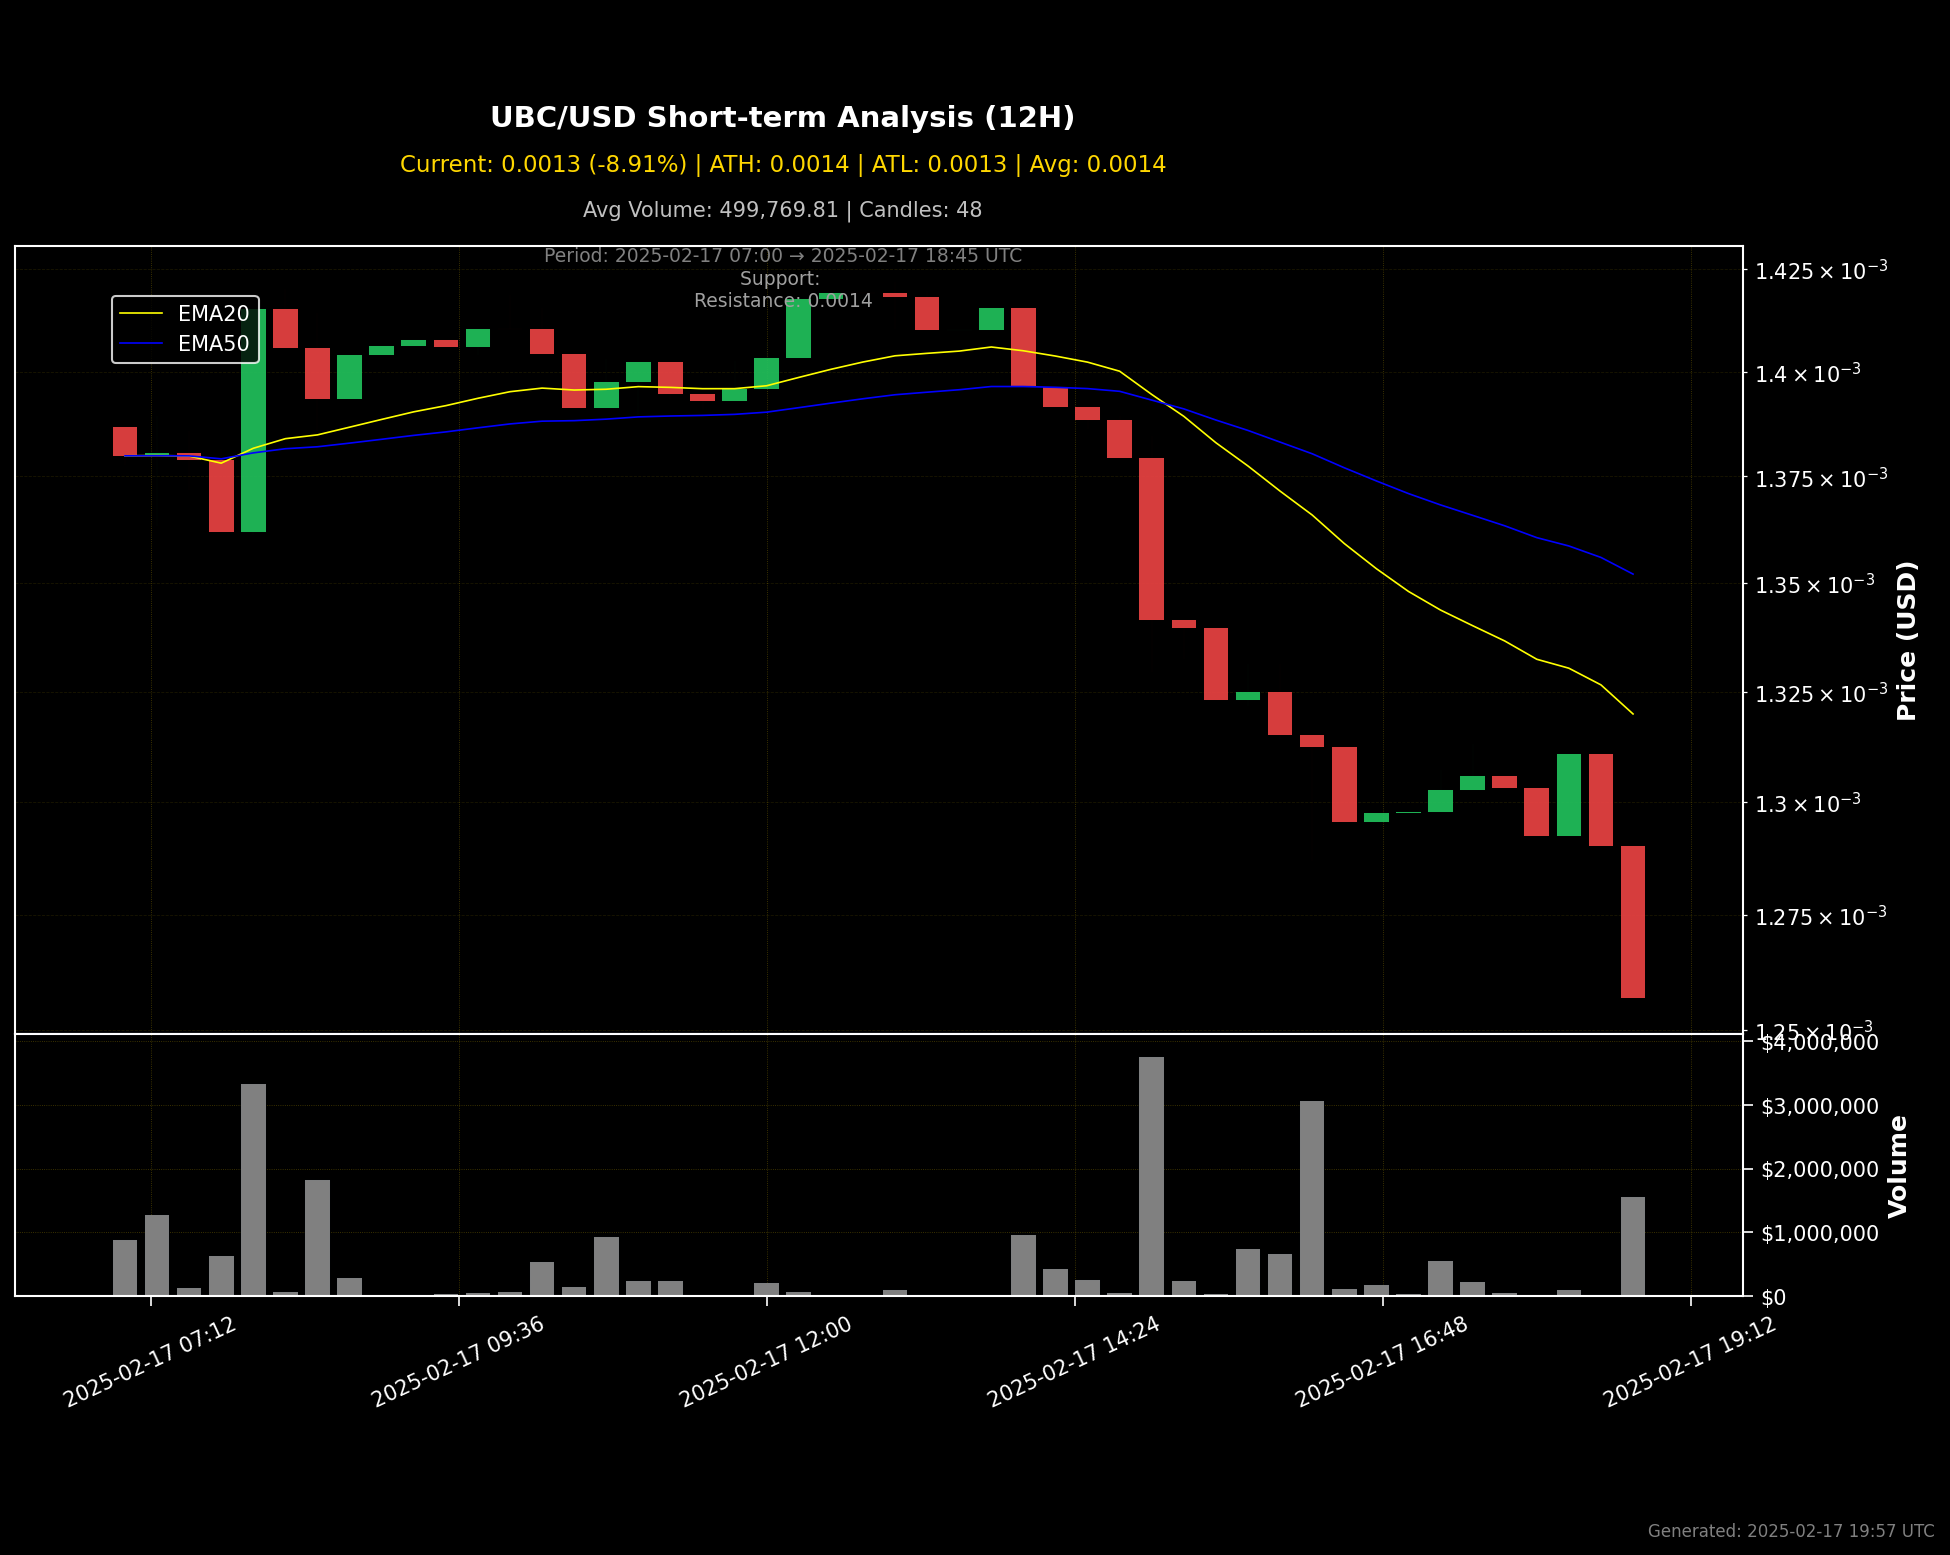 UBC/USD Short-term Analysis (12H)
Current: 0.0013 (-8.91%) | ATH: 0.0014 | ATL: 0.0013 | Avg: 0.0014
Avg Volume: 499,769.81 | Candles: 48
Period: 2025-02-17 07:00 → 2025-02-17 18:45 UTC
Support:
Resistance: 0.0014
EMA20
EMA50
1.425 × 10⁻³
1.4 × 10⁻³
1.375 × 10⁻³
1.35 × 10⁻³
1.325 × 10⁻³
1.3 × 10⁻³
1.275 × 10⁻³
1.25 × 10⁻³
Price (USD)
$4,000,000
$3,000,000
$2,000,000
$1,000,000
$0
Volume
2025-02-17 07:12
2025-02-17 09:36
2025-02-17 12:00
2025-02-17 14:24
2025-02-17 16:48
2025-02-17 19:12
Generated: 2025-02-17 19:57 UTC